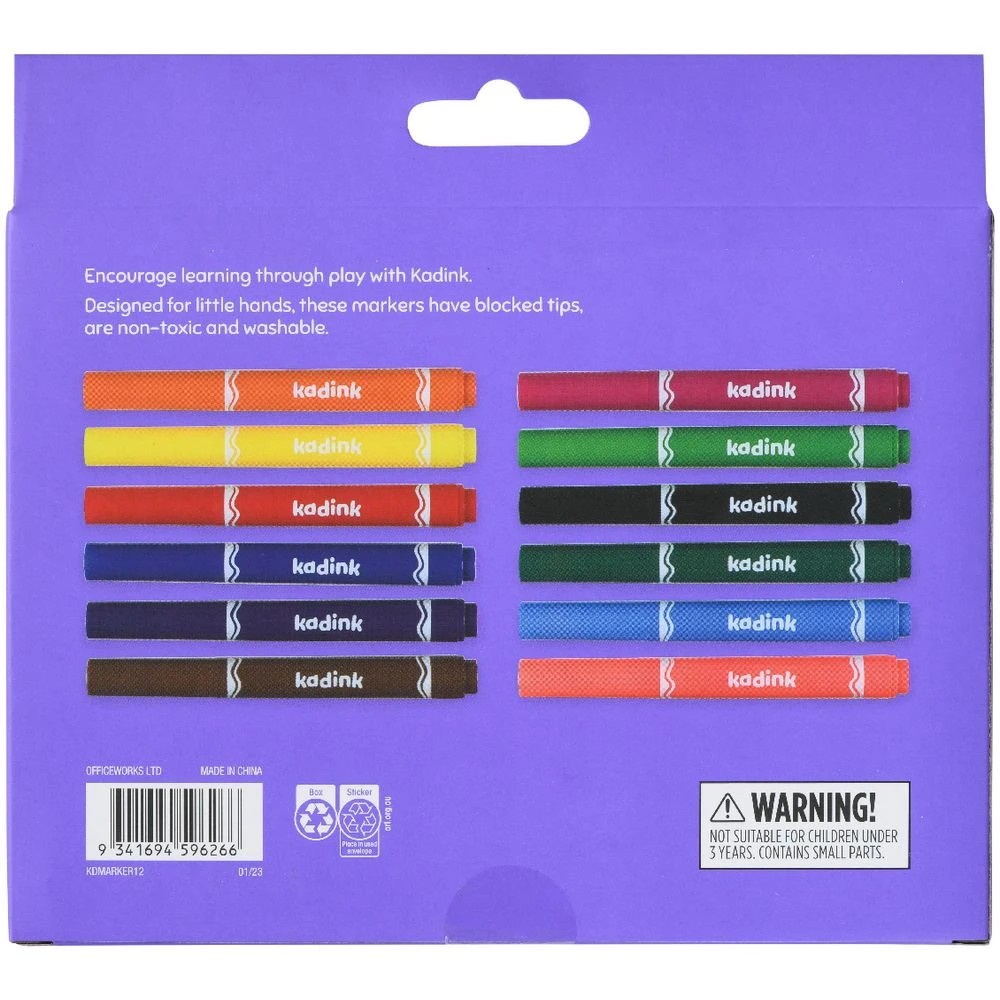 Encourage learning through play with Kadink.
Designed for little hands, these markers have blocked tips,
are non-toxic and washable.
kadink
kadink
kadink
kadink
kadink
kadink
kadink
kadink
kadink
kadink
kadink
kadink
OFFICEWORKS LTD MADE IN CHINA
9 341694 596266
KDMARKER12 01/23
Box
Sticker
Place in used
envelope
arl.org.au
WARNING!
NOT SUITABLE FOR CHILDREN UNDER
3 YEARS. CONTAINS SMALL PARTS.